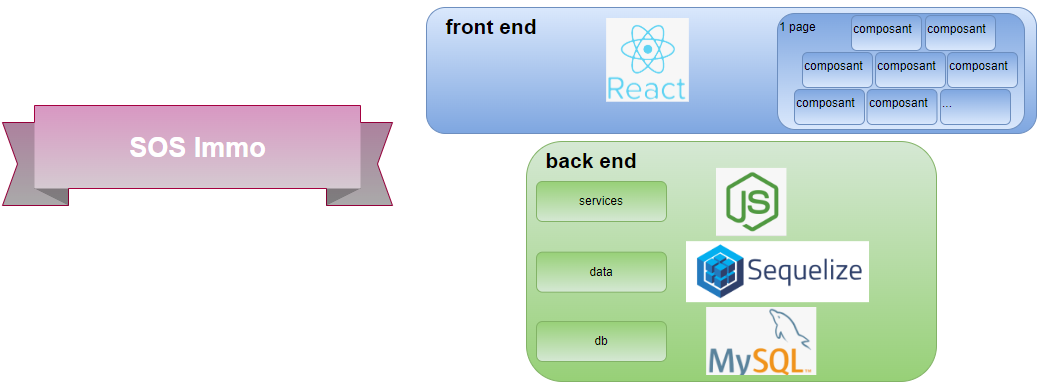 SOS Immo
front end
React
1 page
composant
composant
composant
composant
composant
composant
composant
...
back end
services
JS
data
Sequelize
db
MySQL